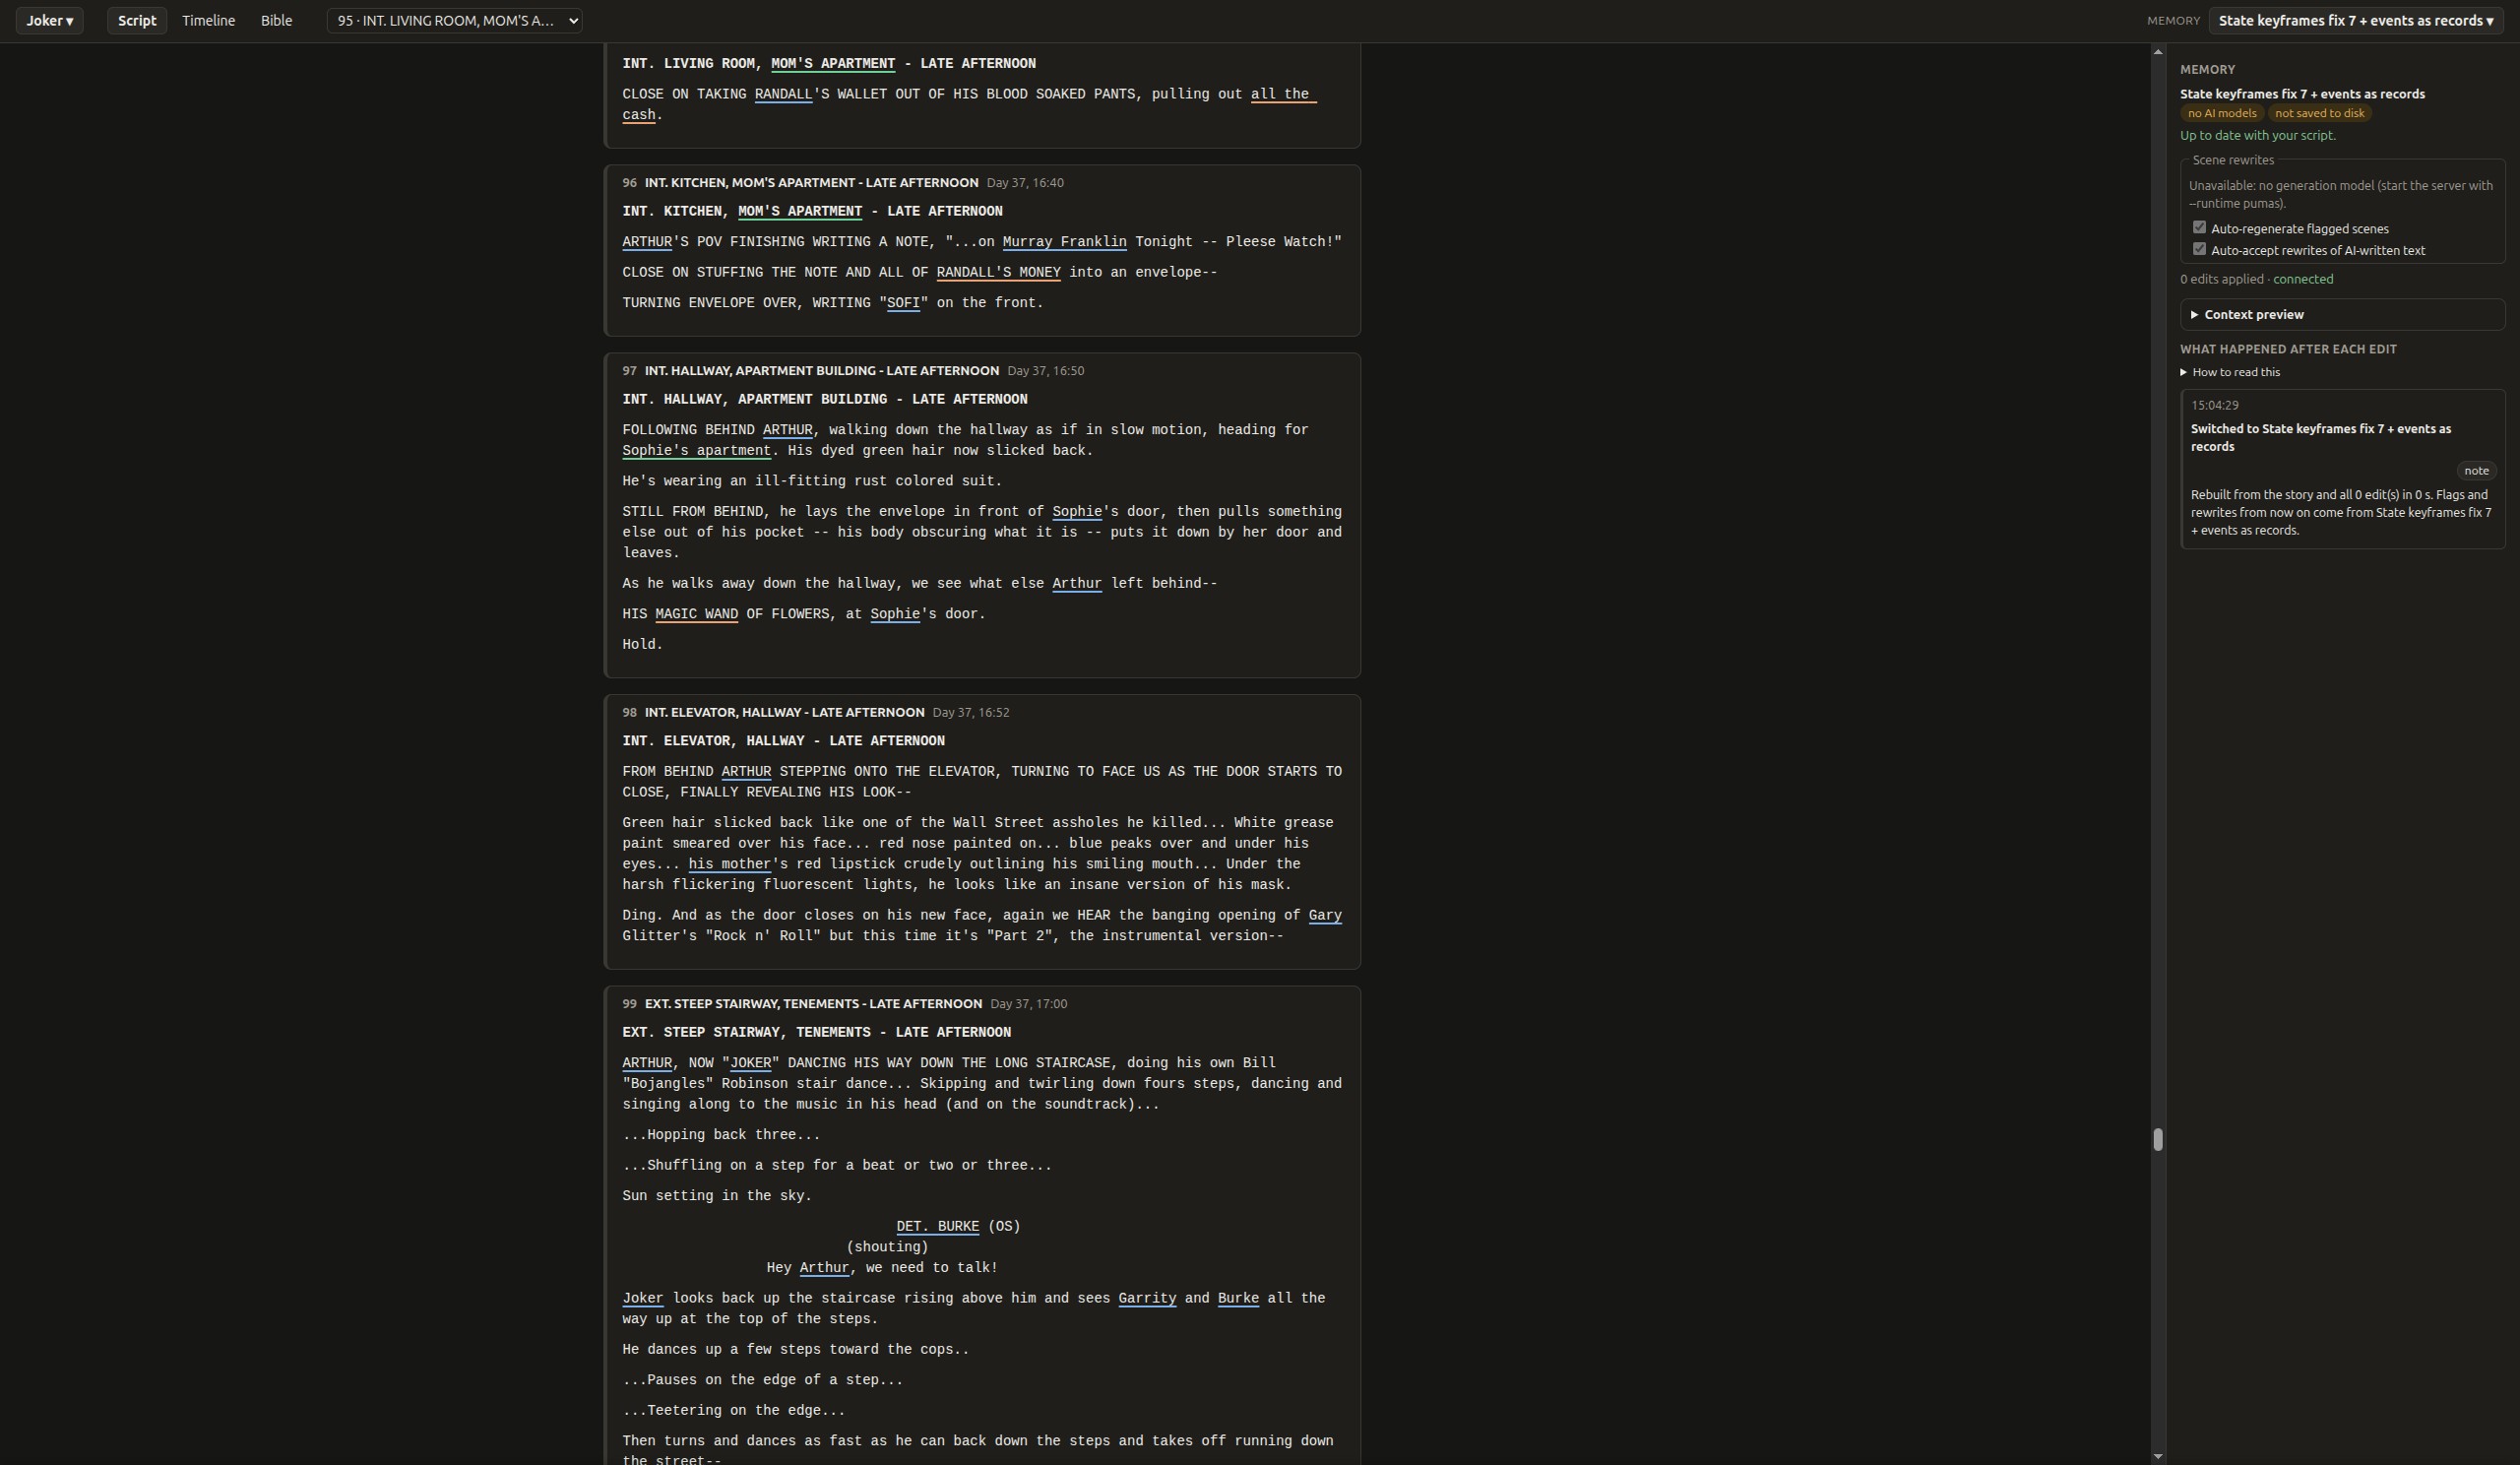 Joker ▾ Script Timeline Bible 95 · INT. LIVING ROOM, MOM'S A... MEMORY State keyframes fix 7 + events as records ▾
INT. LIVING ROOM, MOM'S APARTMENT - LATE AFTERNOON
CLOSE ON TAKING RANDALL'S WALLET OUT OF HIS BLOOD SOAKED PANTS, pulling out all the
cash.
96 INT. KITCHEN, MOM'S APARTMENT - LATE AFTERNOON Day 37, 16:40
INT. KITCHEN, MOM'S APARTMENT - LATE AFTERNOON
ARTHUR'S POV FINISHING WRITING A NOTE, "...on Murray Franklin Tonight -- Pleese Watch!"
CLOSE ON STUFFING THE NOTE AND ALL OF RANDALL'S MONEY into an envelope--
TURNING ENVELOPE OVER, WRITING "SOFI" on the front.
97 INT. HALLWAY, APARTMENT BUILDING - LATE AFTERNOON Day 37, 16:50
INT. HALLWAY, APARTMENT BUILDING - LATE AFTERNOON
FOLLOWING BEHIND ARTHUR, walking down the hallway as if in slow motion, heading for
Sophie's apartment. His dyed green hair now slicked back.
He's wearing an ill-fitting rust colored suit.
STILL FROM BEHIND, he lays the envelope in front of Sophie's door, then pulls something
else out of his pocket -- his body obscuring what it is -- puts it down by her door and
leaves.
As he walks away down the hallway, we see what else Arthur left behind--
HIS MAGIC WAND OF FLOWERS, at Sophie's door.
Hold.
98 INT. ELEVATOR, HALLWAY - LATE AFTERNOON Day 37, 16:52
INT. ELEVATOR, HALLWAY - LATE AFTERNOON
FROM BEHIND ARTHUR STEPPING ONTO THE ELEVATOR, TURNING TO FACE US AS THE DOOR STARTS TO
CLOSE, FINALLY REVEALING HIS LOOK--
Green hair slicked back like one of the Wall Street assholes he killed... White grease
paint smeared over his face... red nose painted on... blue peaks over and under his
eyes... his mother's red lipstick crudely outlining his smiling mouth... Under the
harsh flickering fluorescent lights, he looks like an insane version of his mask.
Ding. And as the door closes on his new face, again we HEAR the banging opening of Gary
Glitter's "Rock n' Roll" but this time it's "Part 2", the instrumental version--
99 EXT. STEEP STAIRWAY, TENEMENTS - LATE AFTERNOON Day 37, 17:00
EXT. STEEP STAIRWAY, TENEMENTS - LATE AFTERNOON
ARTHUR, NOW "JOKER" DANCING HIS WAY DOWN THE LONG STAIRCASE, doing his own Bill
"Bojangles" Robinson stair dance... Skipping and twirling down fours steps, dancing and
singing along to the music in his head (and on the soundtrack)...
...Hopping back three...
...Shuffling on a step for a beat or two or three...
Sun setting in the sky.
DET. BURKE (OS)
(shouting)
Hey Arthur, we need to talk!
Joker looks back up the staircase rising above him and sees Garrity and Burke all the
way up at the top of the steps.
He dances up a few steps toward the cops..
...Pauses on the edge of a step...
...Teetering on the edge...
Then turns and dances as fast as he can back down the steps and takes off running down
the street--
MEMORY
State keyframes fix 7 + events as records
no AI models not saved to disk
Up to date with your script.
Scene rewrites
Unavailable: no generation model (start the server with
--runtime pumas).
Auto-regenerate flagged scenes
Auto-accept rewrites of AI-written text
0 edits applied · connected
▶ Context preview
WHAT HAPPENED AFTER EACH EDIT
▶ How to read this
15:04:29
Switched to State keyframes fix 7 + events as
records
note
Rebuilt from the story and all 0 edit(s) in 0 s. Flags and
rewrites from now on come from State keyframes fix 7
+ events as records.